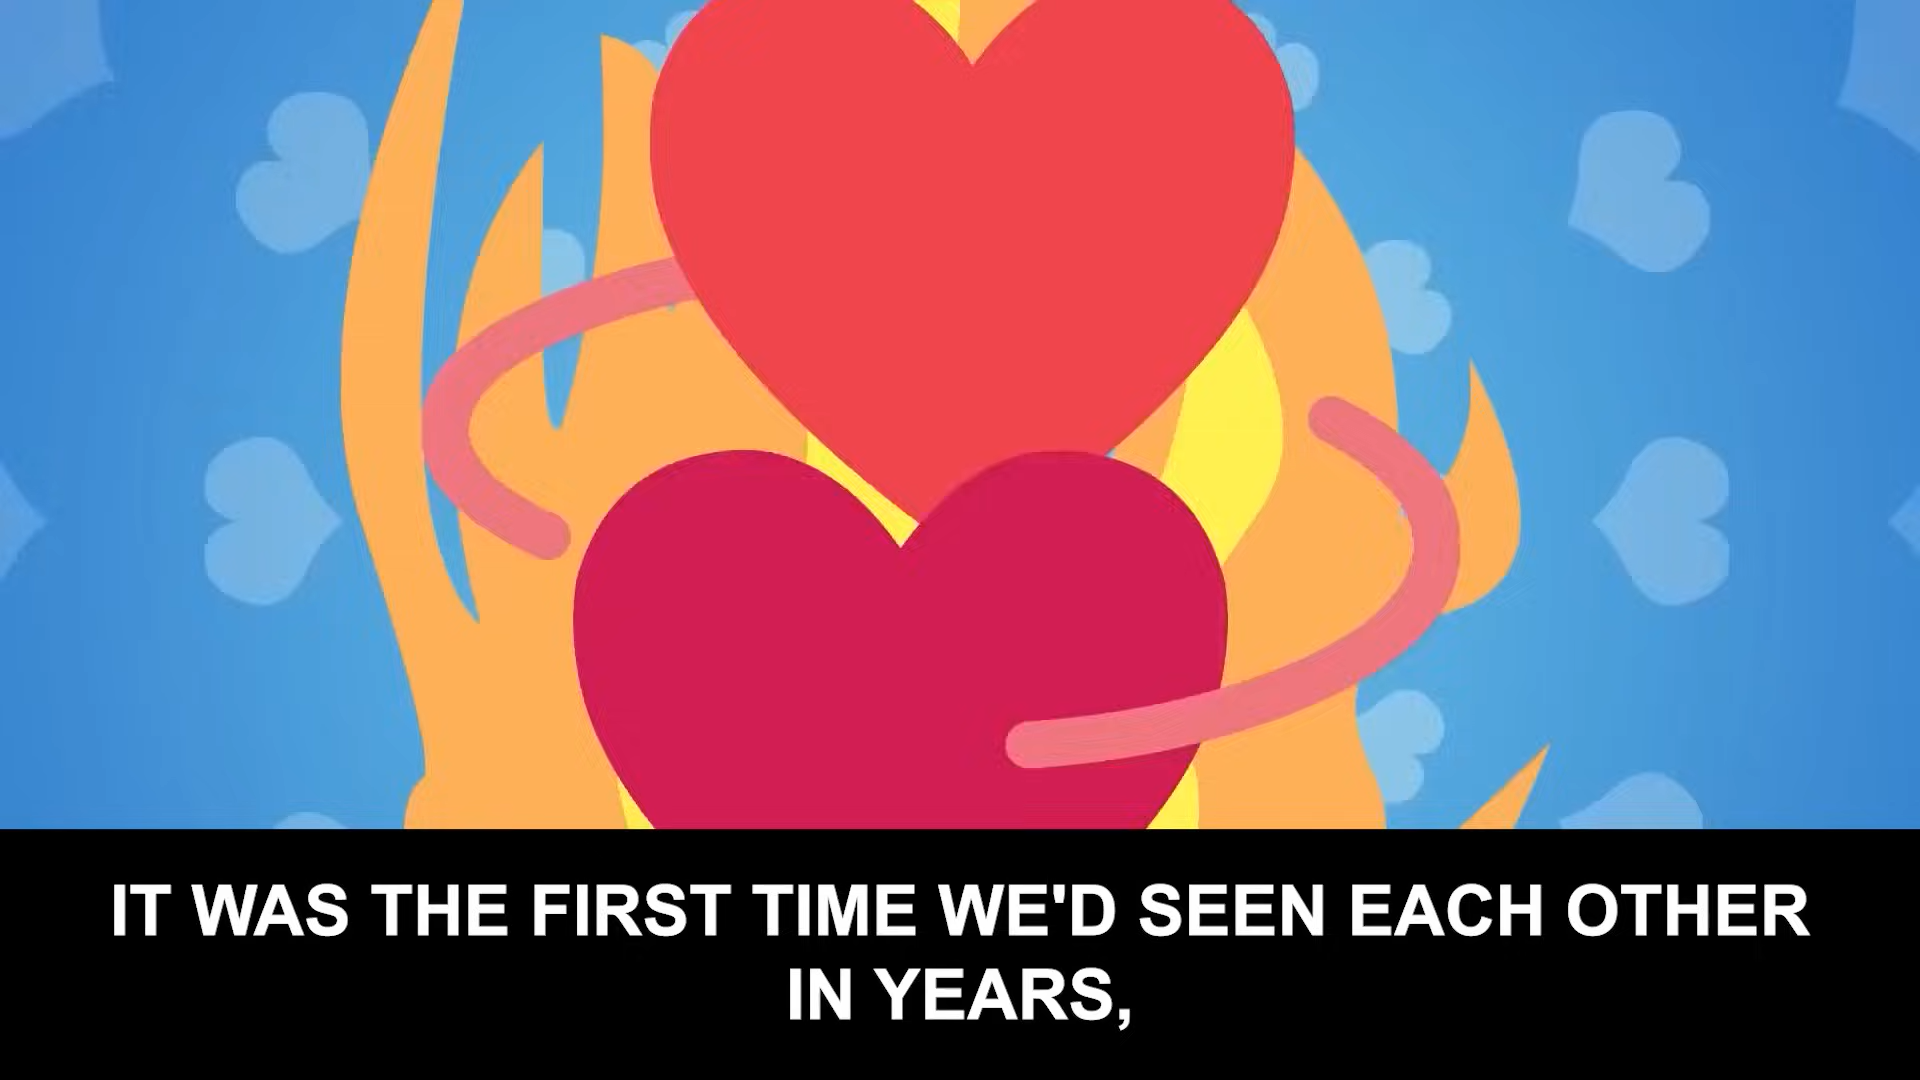 IT WAS THE FIRST TIME WE'D SEEN EACH OTHER
IN YEARS,